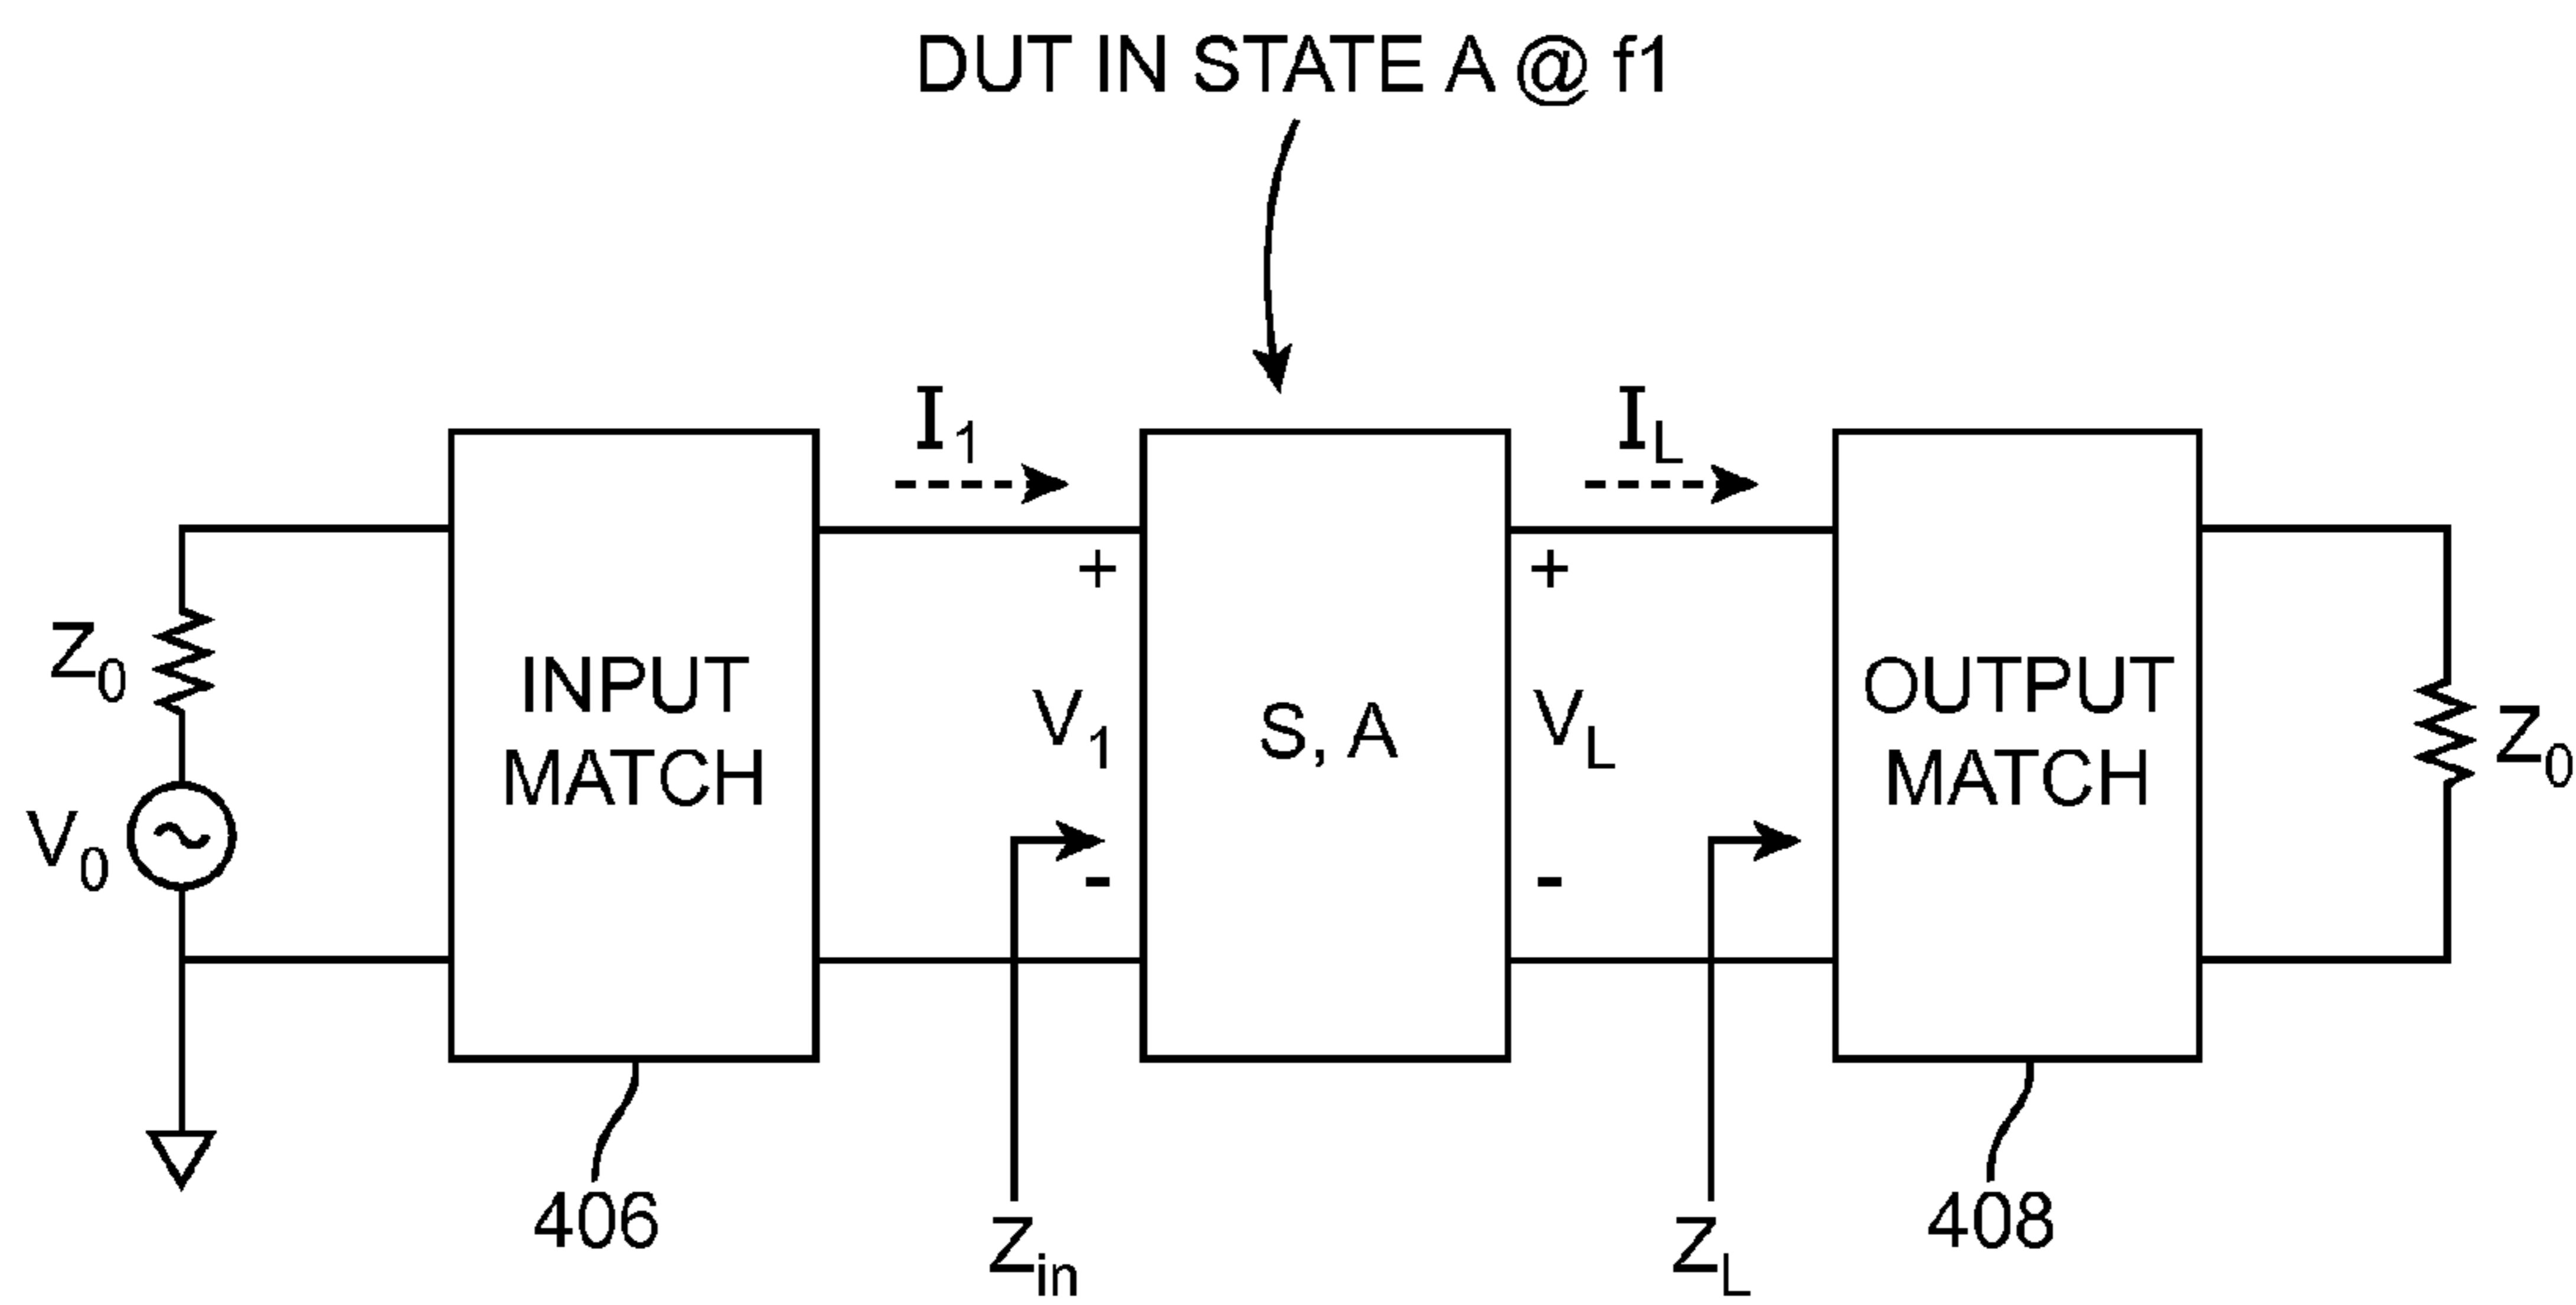 DUT IN STATE A @ f1
I1
IL
+
+
Z0
INPUT
MATCH
V1
S, A
VL
OUTPUT
MATCH
Z0
V0
-
-
406
Zin
ZL
408